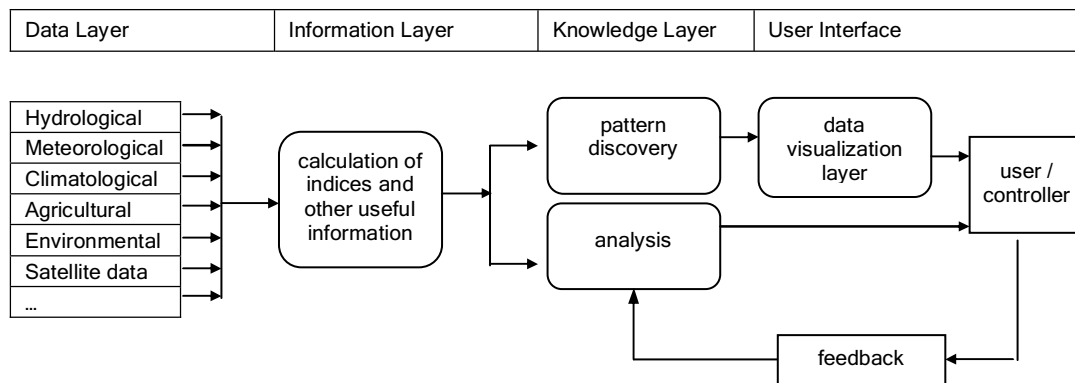 Data Layer
Information Layer
Knowledge Layer
User Interface
Hydrological
Meteorological
Climatological
Agricultural
Environmental
Satellite data
...
calculation of
indices and
other useful
information
pattern
discovery
analysis
data
visualization
layer
user /
controller
feedback